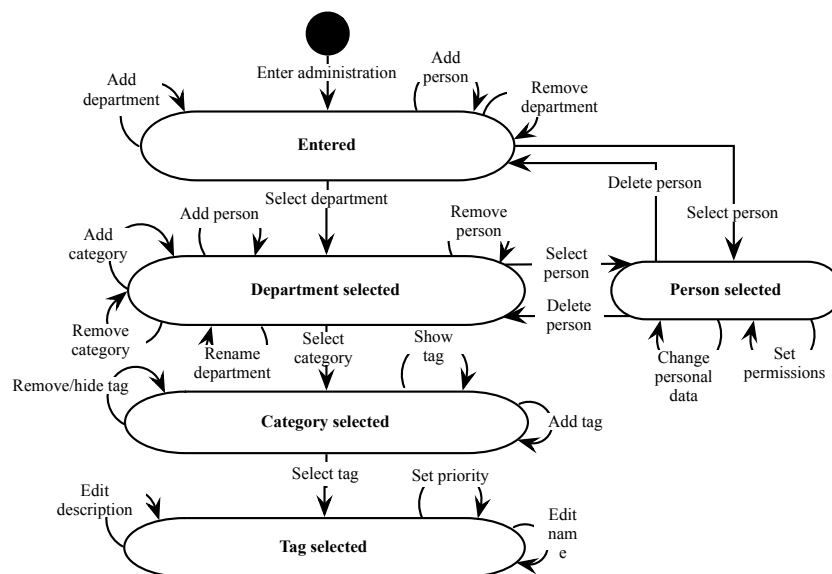 Enter administration
Add
department
Add
person
Remove
department
Entered
Delete person
Select person
Select department
Add person
Remove
person
Add
category
Select
person
Department selected
Person selected
Delete
person
Remove
category
Rename
department
Select
category
Show
tag
Change
personal
data
Set
permissions
Remove/hide tag
Category selected
Add tag
Select tag
Set priority
Edit
description
Edit
nam
e
Tag selected